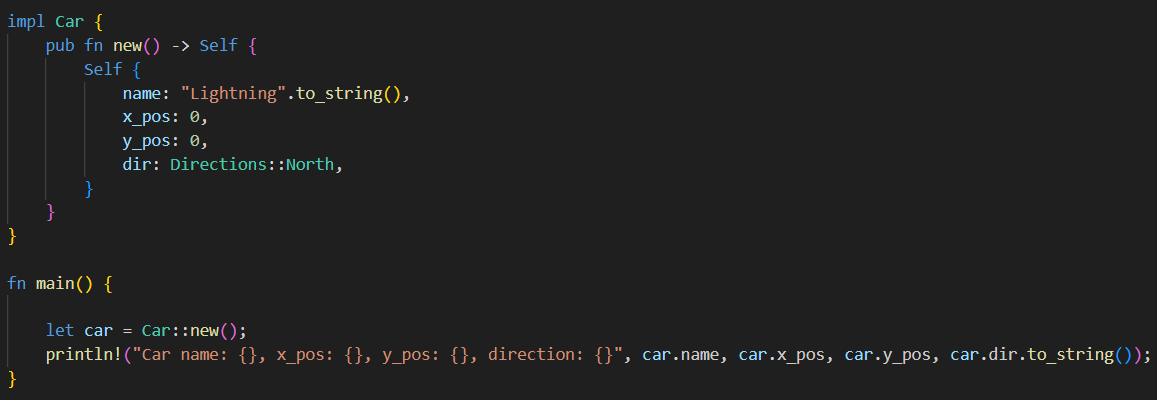 impl Car {
    pub fn new() -> Self {
        Self {
            name: "Lightning".to_string(),
            x_pos: 0,
            y_pos: 0,
            dir: Directions::North,
        }
    }
}
fn main() {
    let car = Car::new();
    println!("Car name: {}, x_pos: {}, y_pos: {}, direction: {}", car.name, car.x_pos, car.y_pos, car.dir.to_string());
}